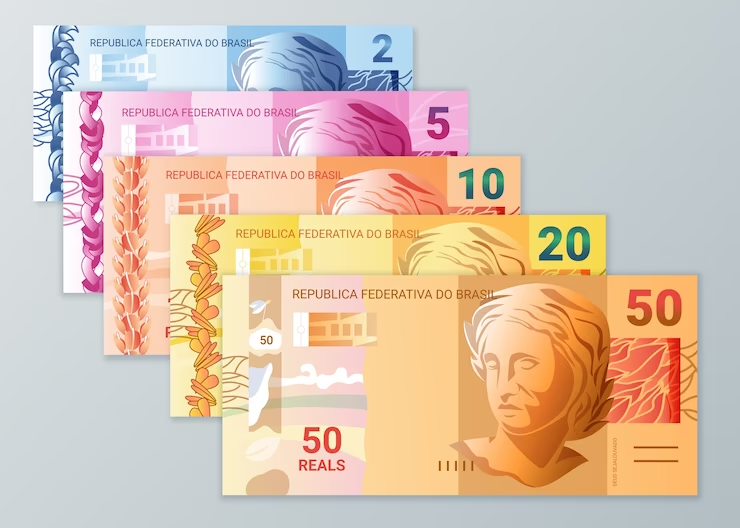 REPUBLICA FEDERATIVA DO BRASIL
2
REPUBLICA FEDERATIVA DO BRASIL
5
REPUBLICA FEDERATIVA DO BRASIL
10
REPUBLICA FEDERATIVA DO BRASIL
20
REPUBLICA FEDERATIVA DO BRASIL
50
50
50
REALS